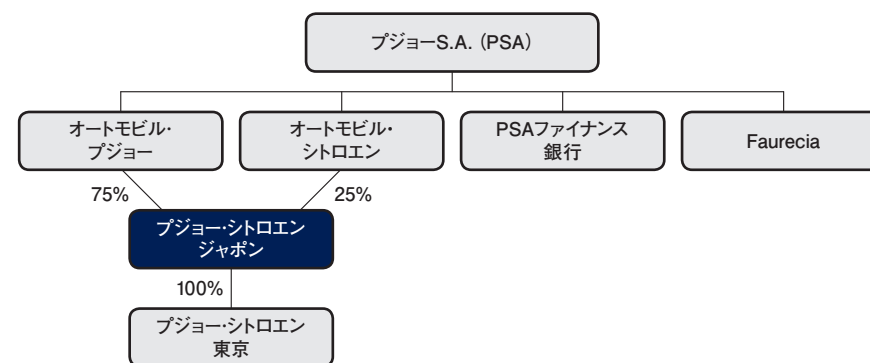 プジョーS.A.（PSA）
オートモビル・
プジョー
オートモビル・
シトロエン
PSAファイナンス
銀行
Faurecia
75%
25%
プジョー・シトロエン
ジャポン
100%
プジョー・シトロエン
東京